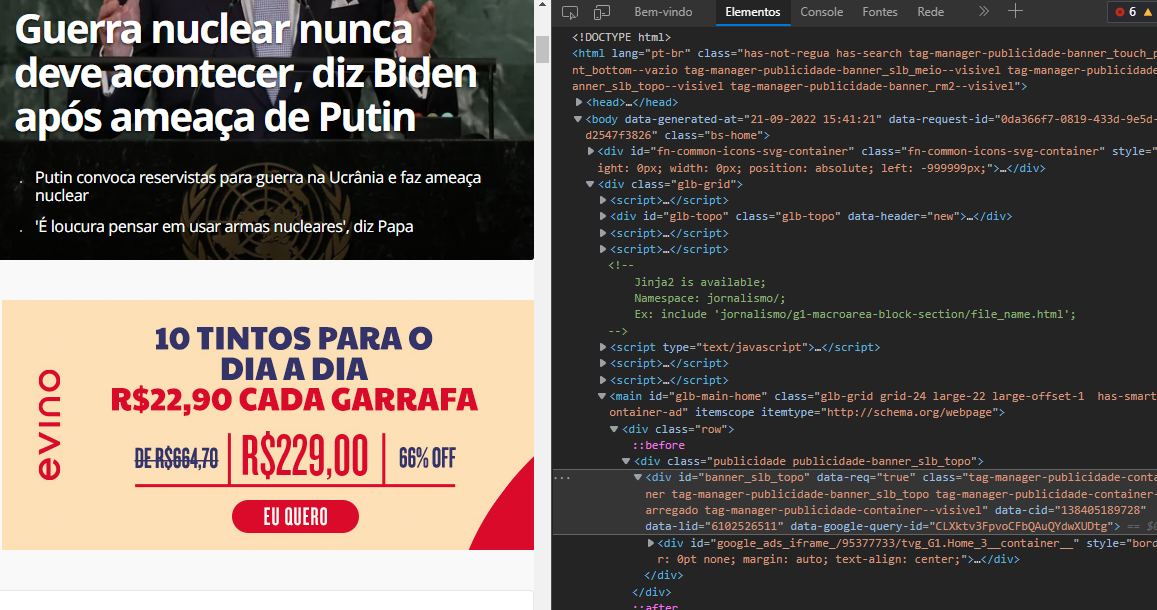 Guerra nuclear nunca
deve acontecer, diz Biden
após ameaça de Putin
. Putin convoca reservistas para guerra na Ucrânia e faz ameaça
nuclear
. 'É loucura pensar em usar armas nucleares', diz Papa
evino
10 TINTOS PARA O
DIA A DIA
R$22,90 CADA GARRAFA
DE R$664,70 R$229,00 66% OFF
EU QUERO
Bem-vindo Elementos Console Fontes Rede 6
<!DOCTYPE html>
<html lang="pt-br" class="has-not-regua has-search tag-manager-publicidade-banner_touch_p
nt_bottom--vazio tag-manager-publicidade-banner_slb_meio--visivel tag-manager-publicidade-
anner_slb_topo--visivel tag-manager-publicidade-banner_rm2--visivel">
<head>…</head>
<body data-generated-at="21-09-2022 15:41:21" data-request-id="0da366f7-0819-433d-9e5d-
d2547f3826" class="bs-home">
<div id="fn-common-icons-svg-container" class="fn-common-icons-svg-container" style="
ight: 0px; width: 0px; position: absolute; left: -999999px;">…</div>
<div class="glb-grid">
<script>…</script>
<div id="glb-topo" class="glb-topo" data-header="new">…</div>
<script>…</script>
<script>…</script>
<!--
Jinja2 is available;
Namespace: jornalismo/;
Ex: include 'jornalismo/g1-macroarea-block-section/file_name.html';
-->
<script type="text/javascript">…</script>
<script>…</script>
<script>…</script>
<main id="glb-main-home" class="glb-grid grid-24 large-22 large-offset-1  has-smart
ontainer-ad" itemscope itemtype="http://schema.org/webpage">
<div class="row">
::before
<div class="publicidade publicidade-banner_slb_topo">
<div id="banner_slb_topo" data-req="true" class="tag-manager-publicidade-conta
ner tag-manager-publicidade-banner_slb_topo tag-manager-publicidade-container-
arregado tag-manager-publicidade-container--visivel" data-cid="138405189728"
data-lid="6102526511" data-google-query-id="CLXktv3FpvoCFbQAuQYdwXUDtg"> == $0
<div id="google_ads_iframe_/95377733/tvg_G1.Home_3__container__" style="bord
r: 0pt none; margin: auto; text-align: center;">…</div>
</div>
</div>
::after